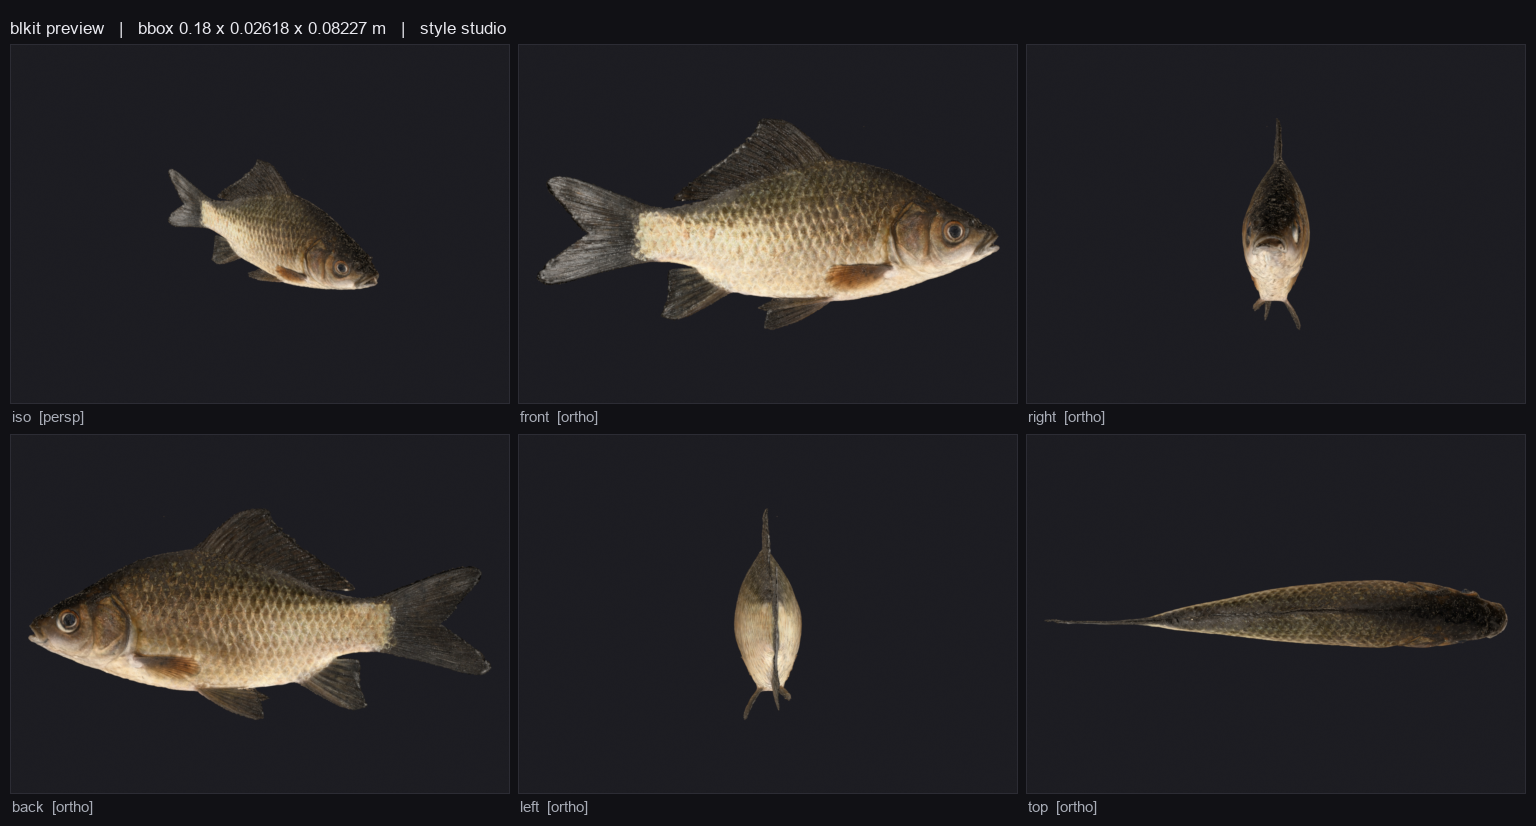 blkit preview | bbox 0.18 x 0.02618 x 0.08227 m | style studio
iso [persp]
front [ortho]
right [ortho]
back [ortho]
left [ortho]
top [ortho]